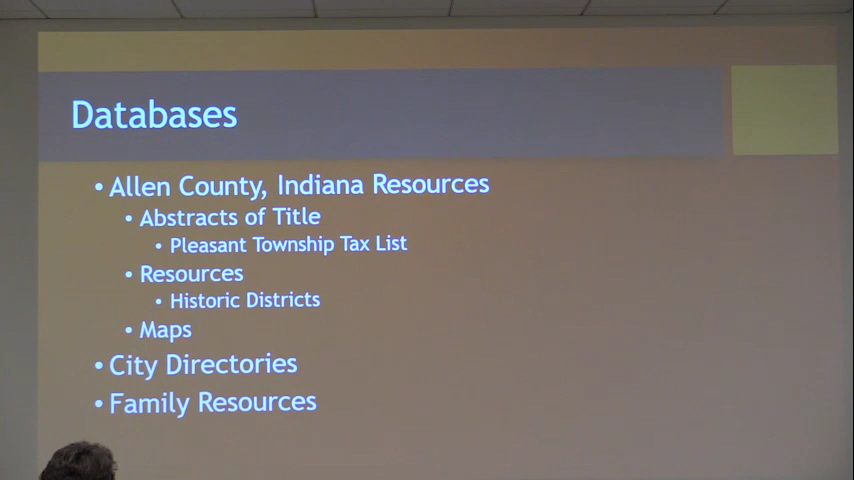 Databases
• Allen County, Indiana Resources
• Abstracts of Title
• Pleasant Township Tax List
• Resources
• Historic Districts
• Maps
• City Directories
• Family Resources